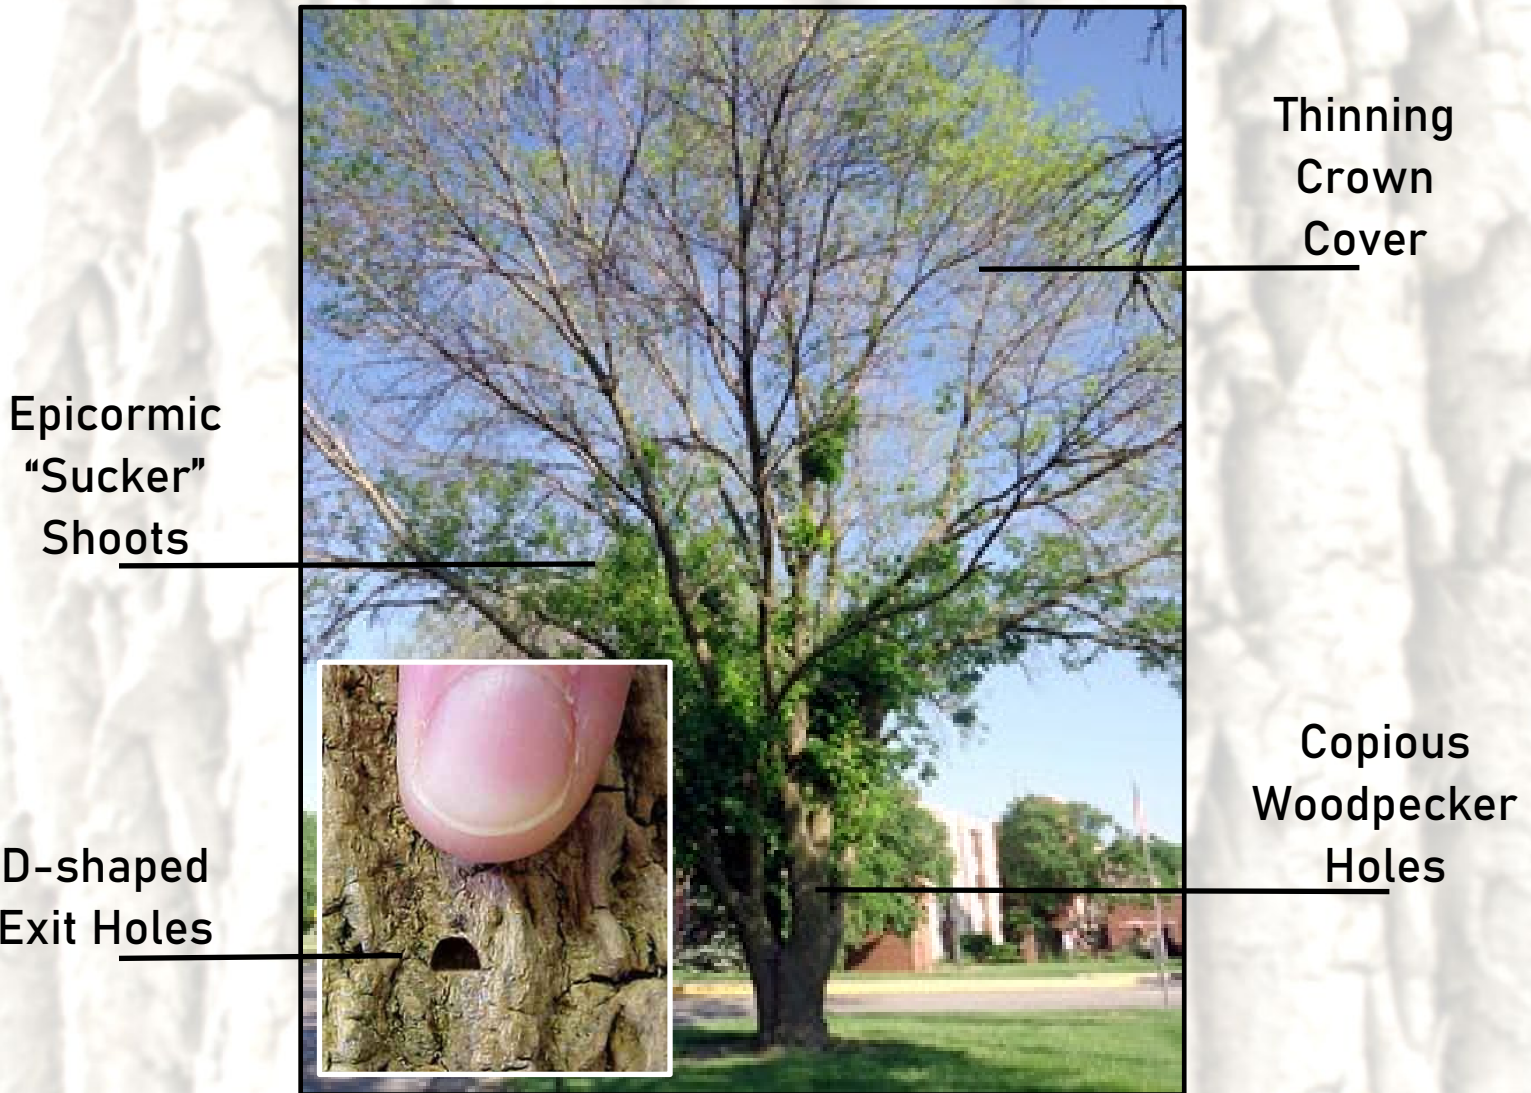 Thinning
Crown
Cover
Epicormic
“Sucker”
Shoots
Copious
Woodpecker
Holes
D-shaped
Exit Holes